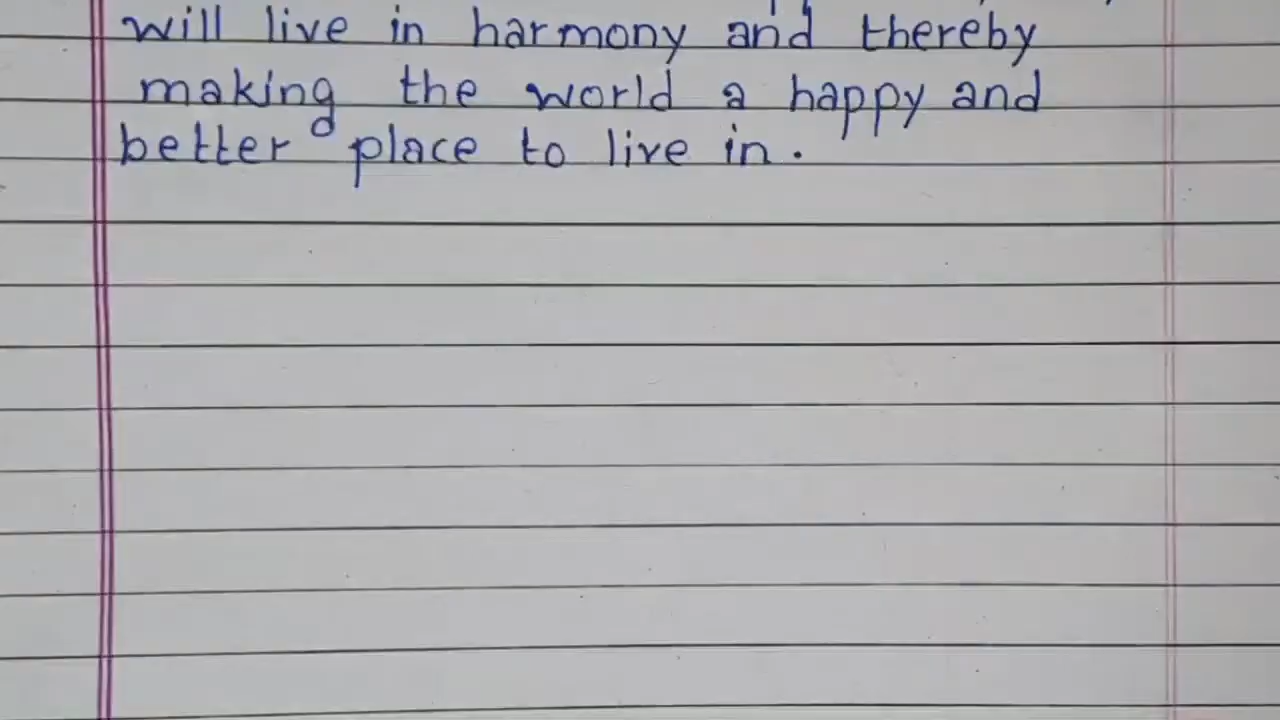 will live in harmony and thereby
making the world a happy and
better place to live in.